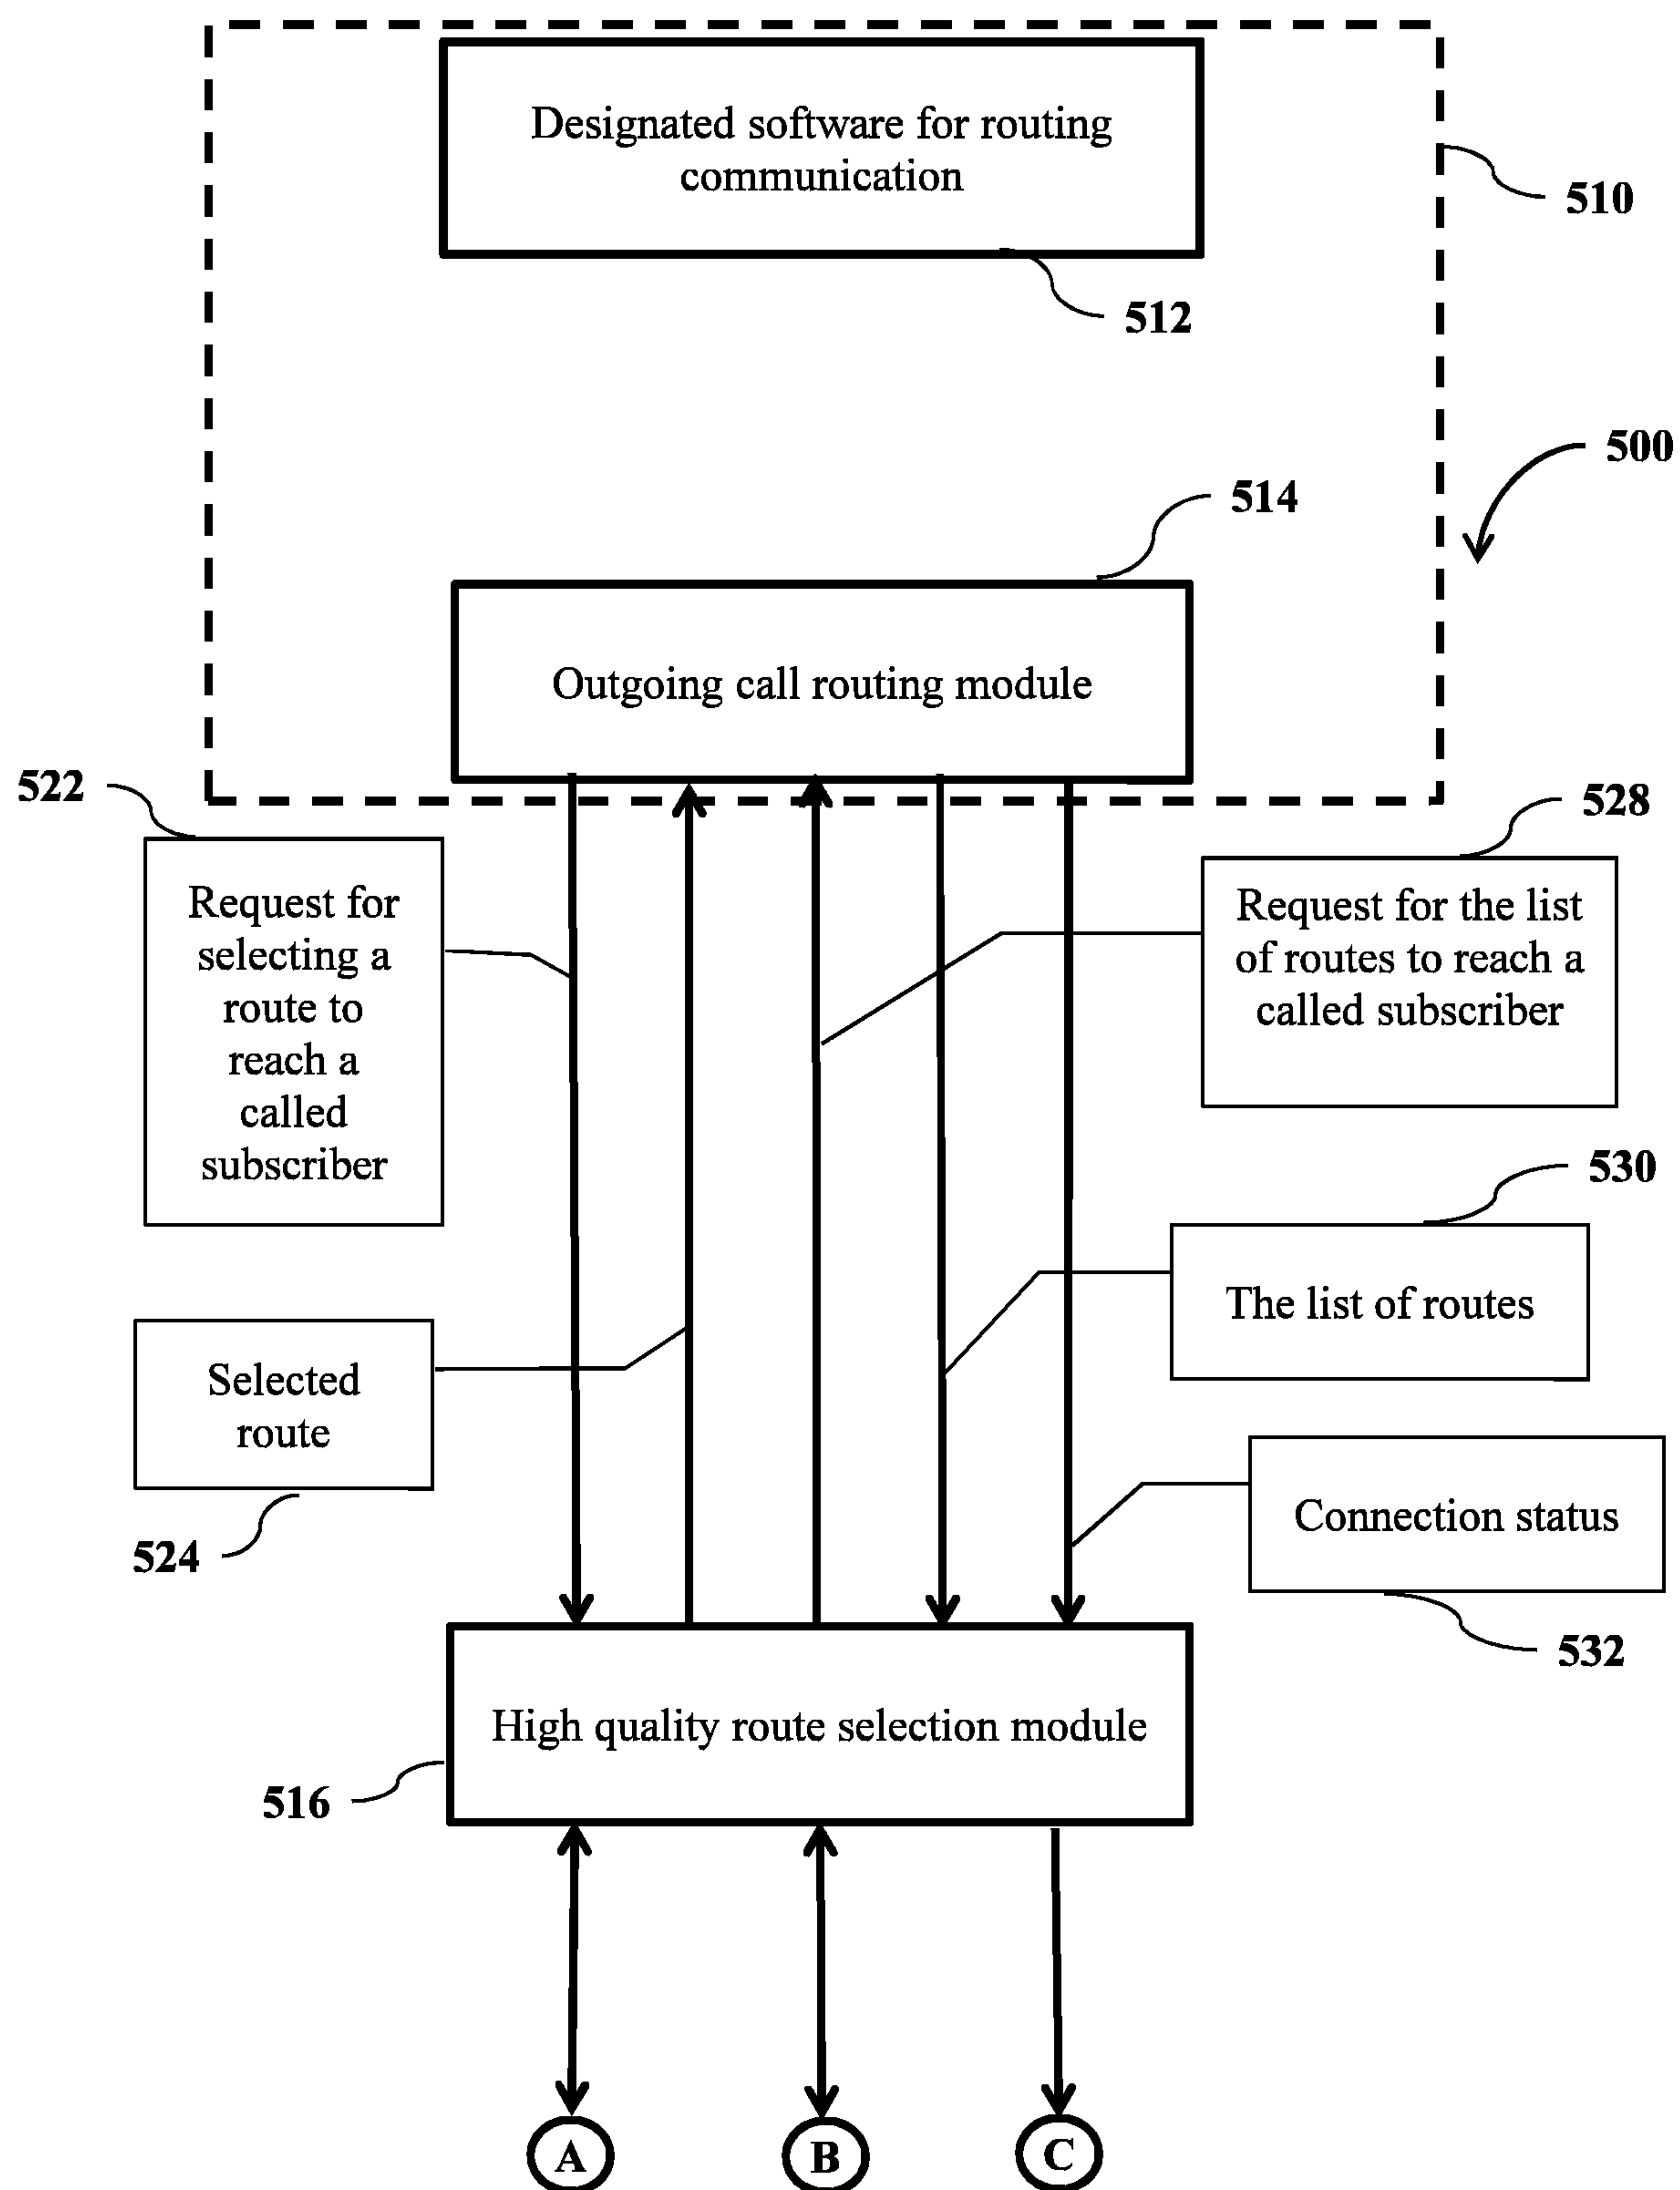 Designated software for routing
communication
510
512
500
514
Outgoing call routing module
522
528
Request for
selecting a
route to
reach a
called
subscriber
Request for the list
of routes to reach a
called subscriber
530
The list of routes
Selected
route
524
Connection status
532
High quality route selection module
516
A
B
C